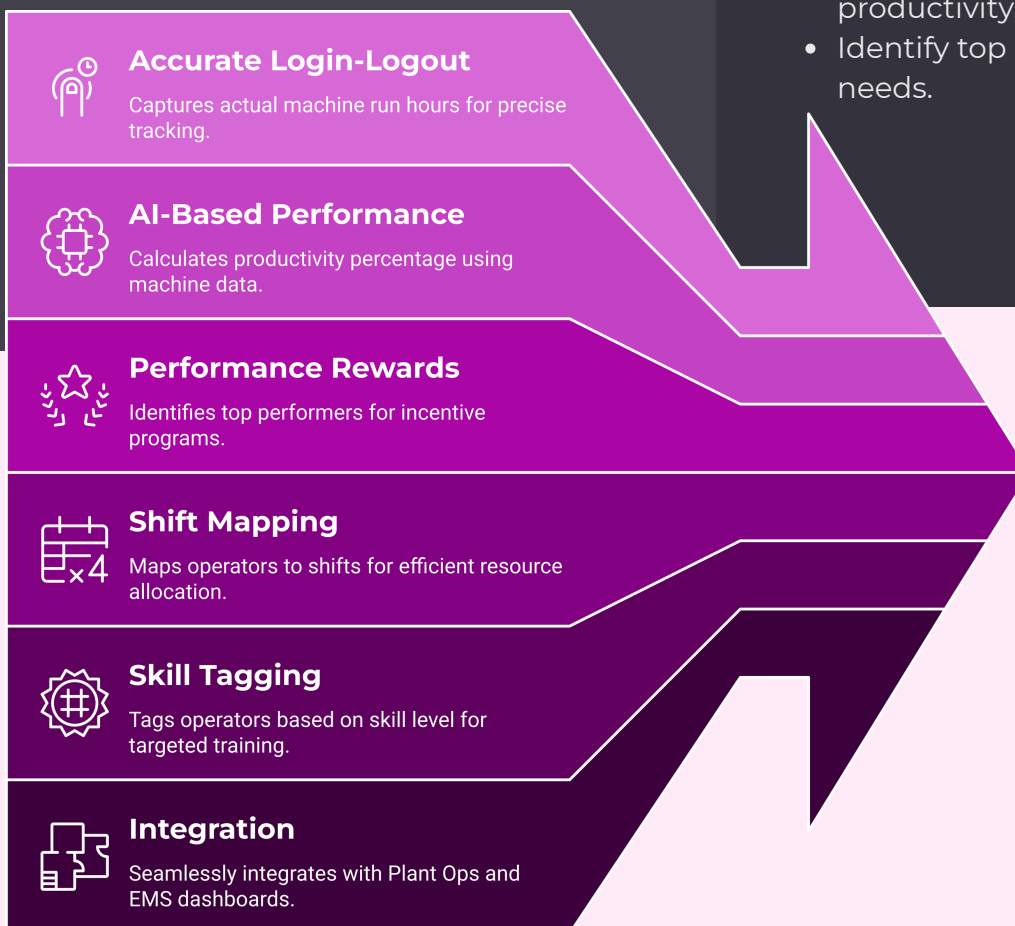 productivity
• Identify top
needs.
Accurate Login-Logout
Captures actual machine run hours for precise
tracking.
AI-Based Performance
Calculates productivity percentage using
machine data.
Performance Rewards
Identifies top performers for incentive
programs.
Shift Mapping
x4
Maps operators to shifts for efficient resource
allocation.
Skill Tagging
Tags operators based on skill level for
targeted training.
Integration
Seamlessly integrates with Plant Ops and
EMS dashboards.